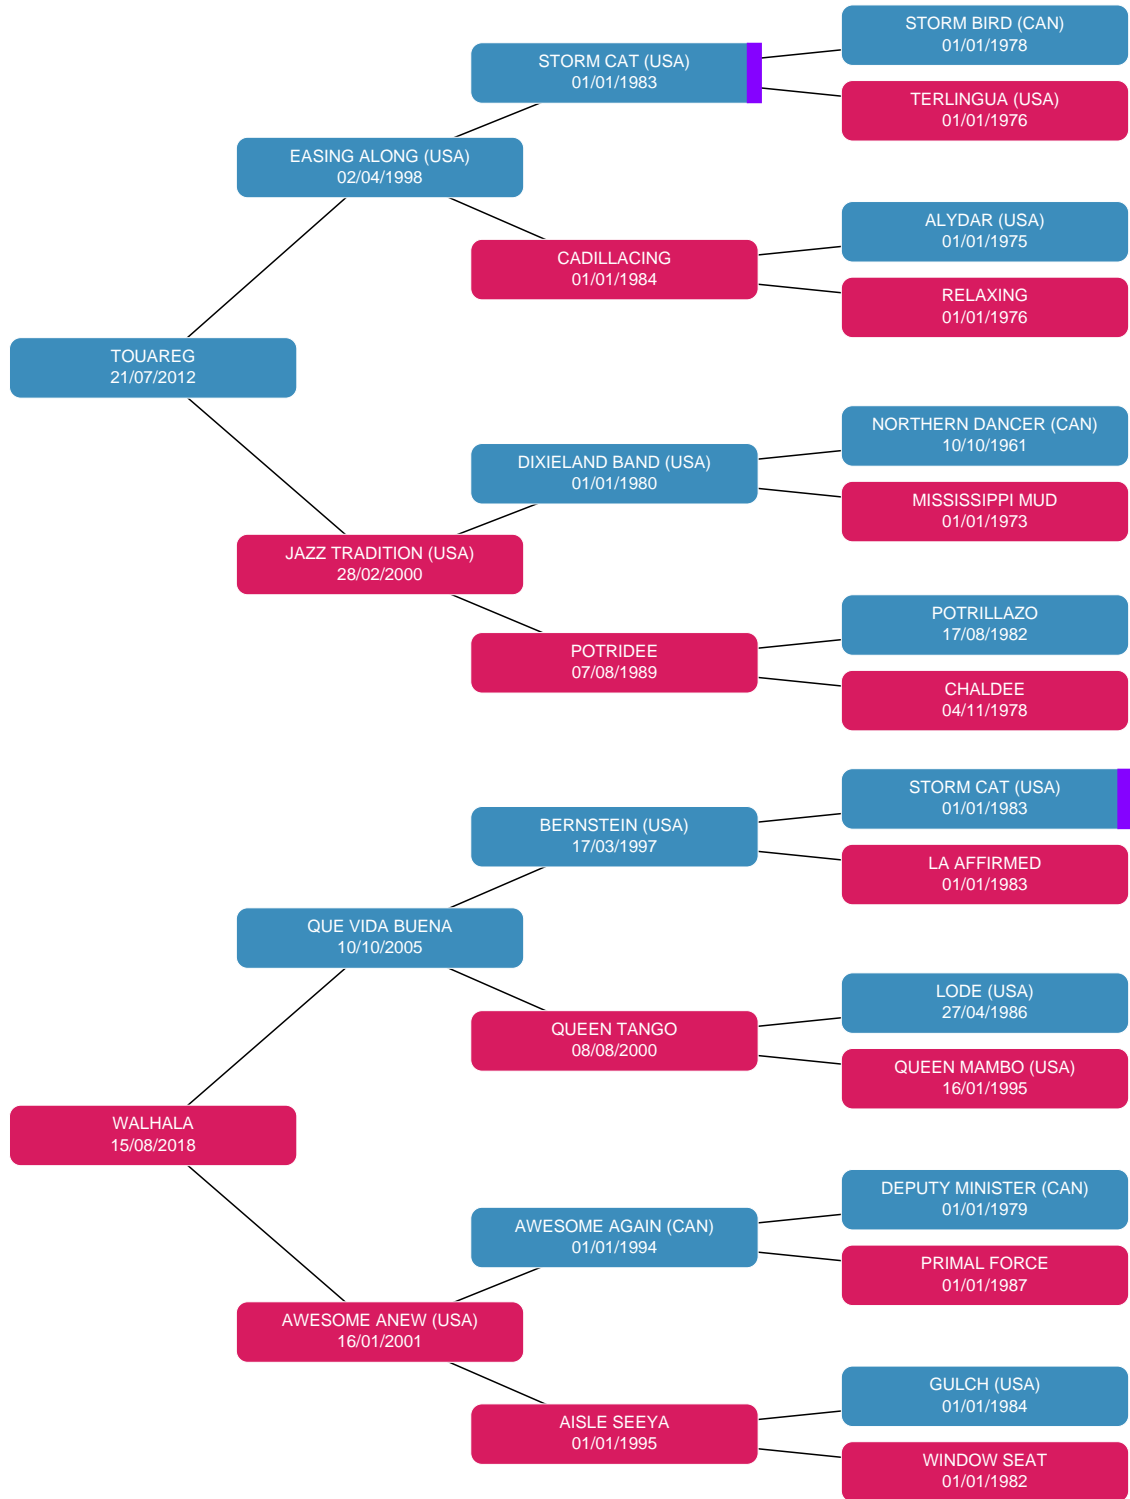 STORM BIRD (CAN)
01/01/1978
STORM CAT (USA)
01/01/1983
TERLINGUA (USA)
01/01/1976
EASING ALONG (USA)
02/04/1998
ALYDAR (USA)
01/01/1975
CADILLACING
01/01/1984
RELAXING
01/01/1976
TOUAREG
21/07/2012
NORTHERN DANCER (CAN)
10/10/1961
DIXIELAND BAND (USA)
01/01/1980
MISSISSIPPI MUD
01/01/1973
JAZZ TRADITION (USA)
28/02/2000
POTRILLAZO
17/08/1982
POTRIDEE
07/08/1989
CHALDEE
04/11/1978
STORM CAT (USA)
01/01/1983
BERNSTEIN (USA)
17/03/1997
LA AFFIRMED
01/01/1983
QUE VIDA BUENA
10/10/2005
LODE (USA)
27/04/1986
QUEEN TANGO
08/08/2000
QUEEN MAMBO (USA)
16/01/1995
WALHALA
15/08/2018
DEPUTY MINISTER (CAN)
01/01/1979
AWESOME AGAIN (CAN)
01/01/1994
PRIMAL FORCE
01/01/1987
AWESOME ANEW (USA)
16/01/2001
GULCH (USA)
01/01/1984
AISLE SEEYA
01/01/1995
WINDOW SEAT
01/01/1982